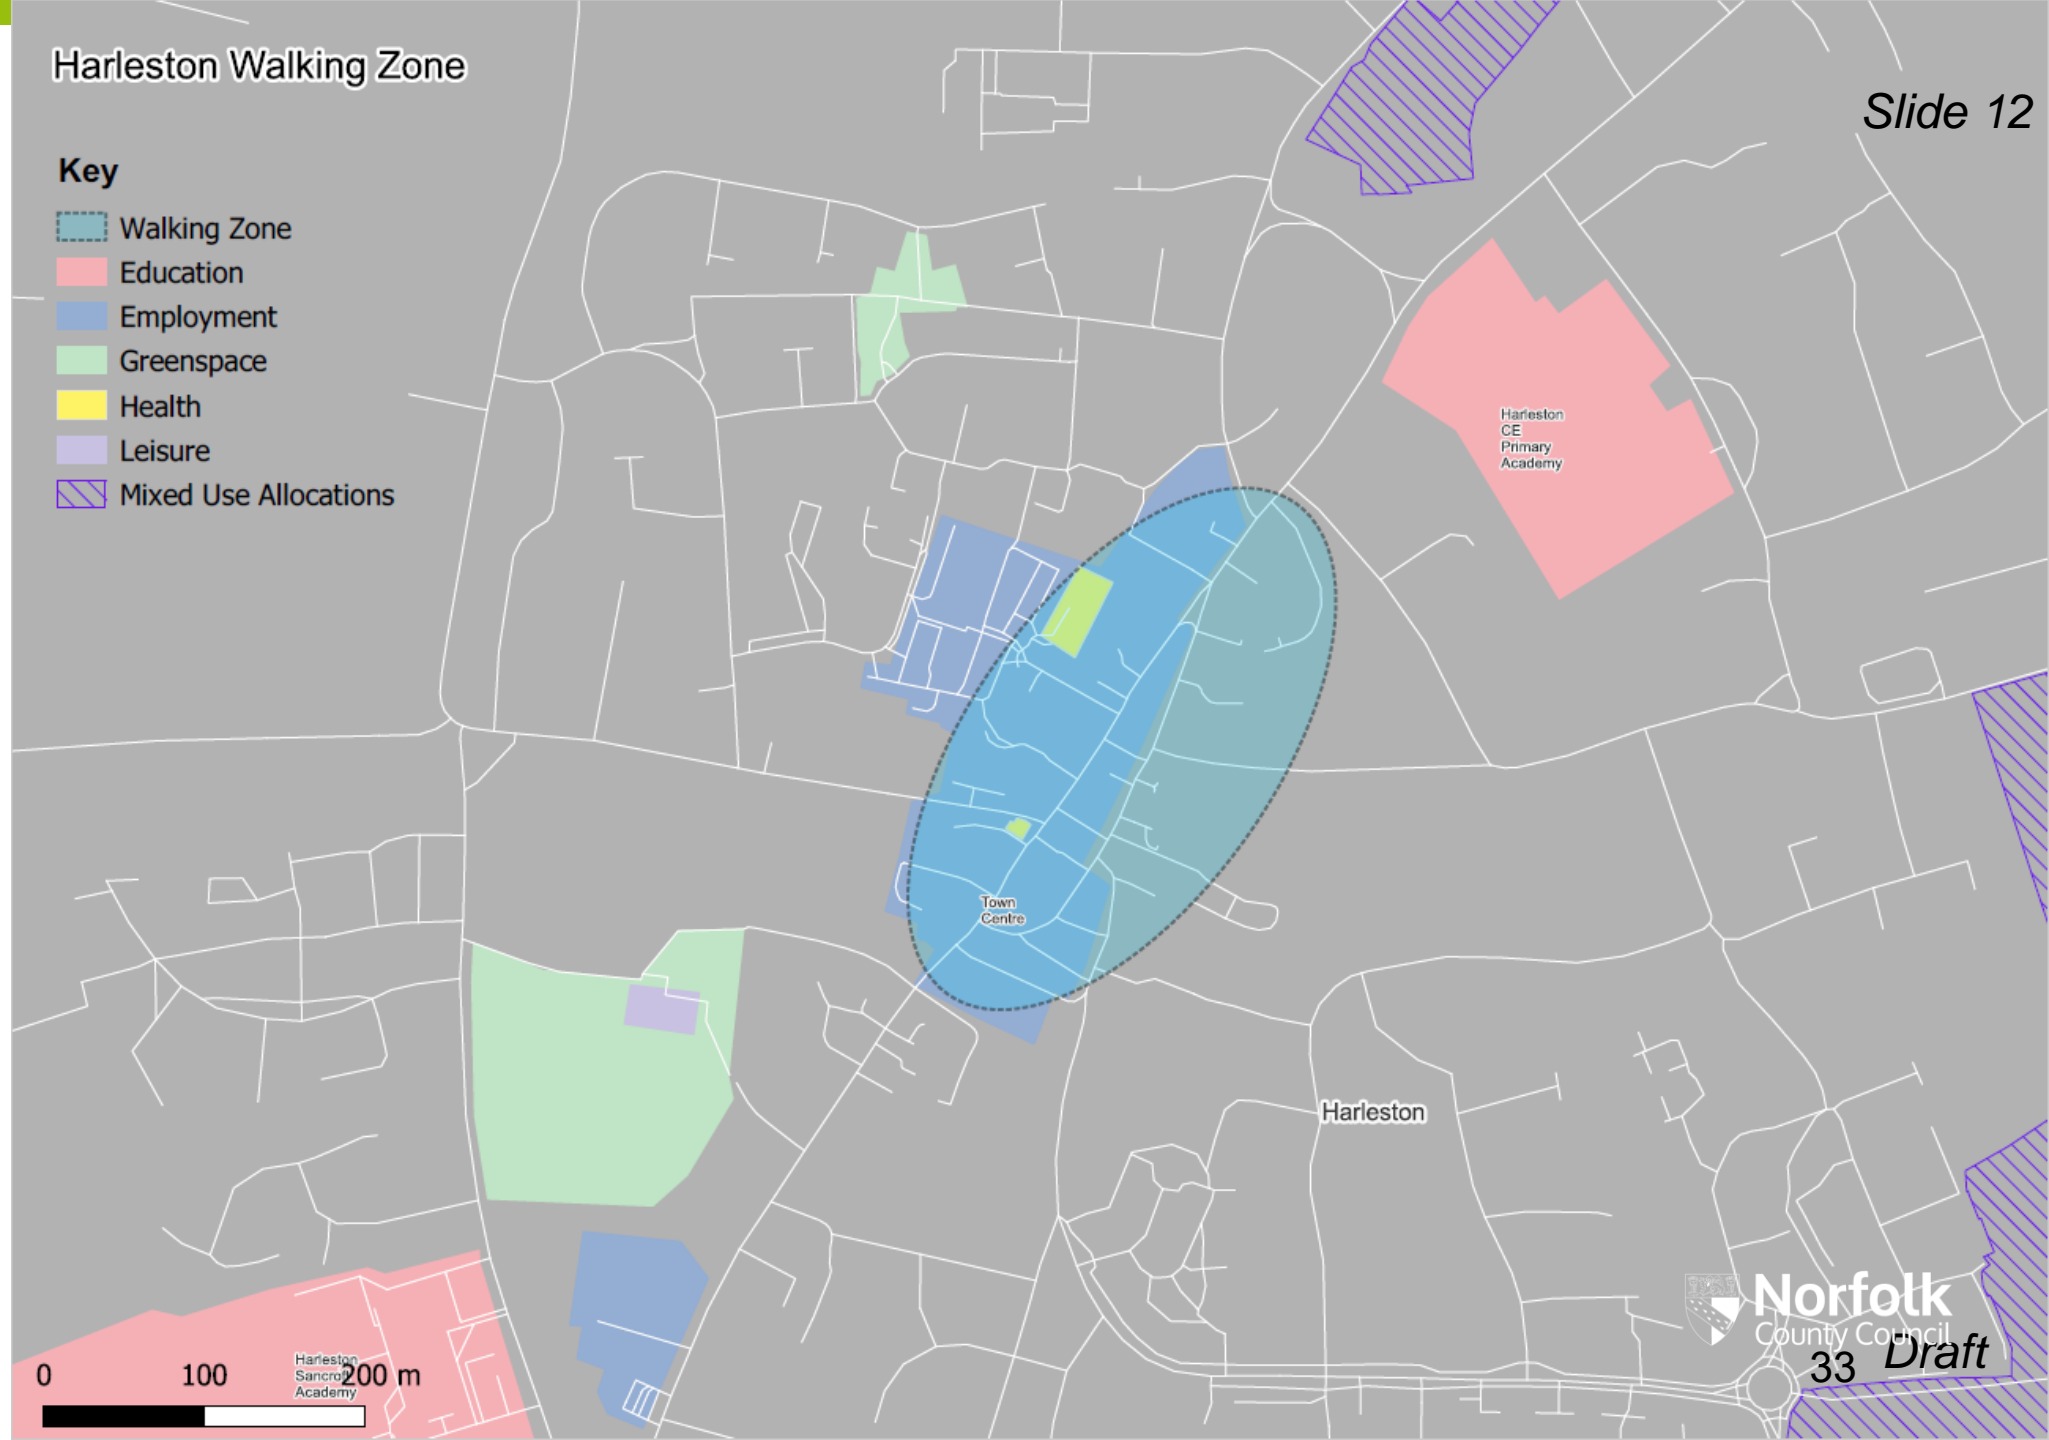 Harleston Walking Zone
Slide 12
Key
Walking Zone
Education
Employment
Greenspace
Health
Leisure
Mixed Use Allocations
Harleston
CE
Primary
Academy
Town
Centre
Harleston
Norfolk
County Council
33 Draft
Harleston
Sancroft
Academy
0 100 200 m